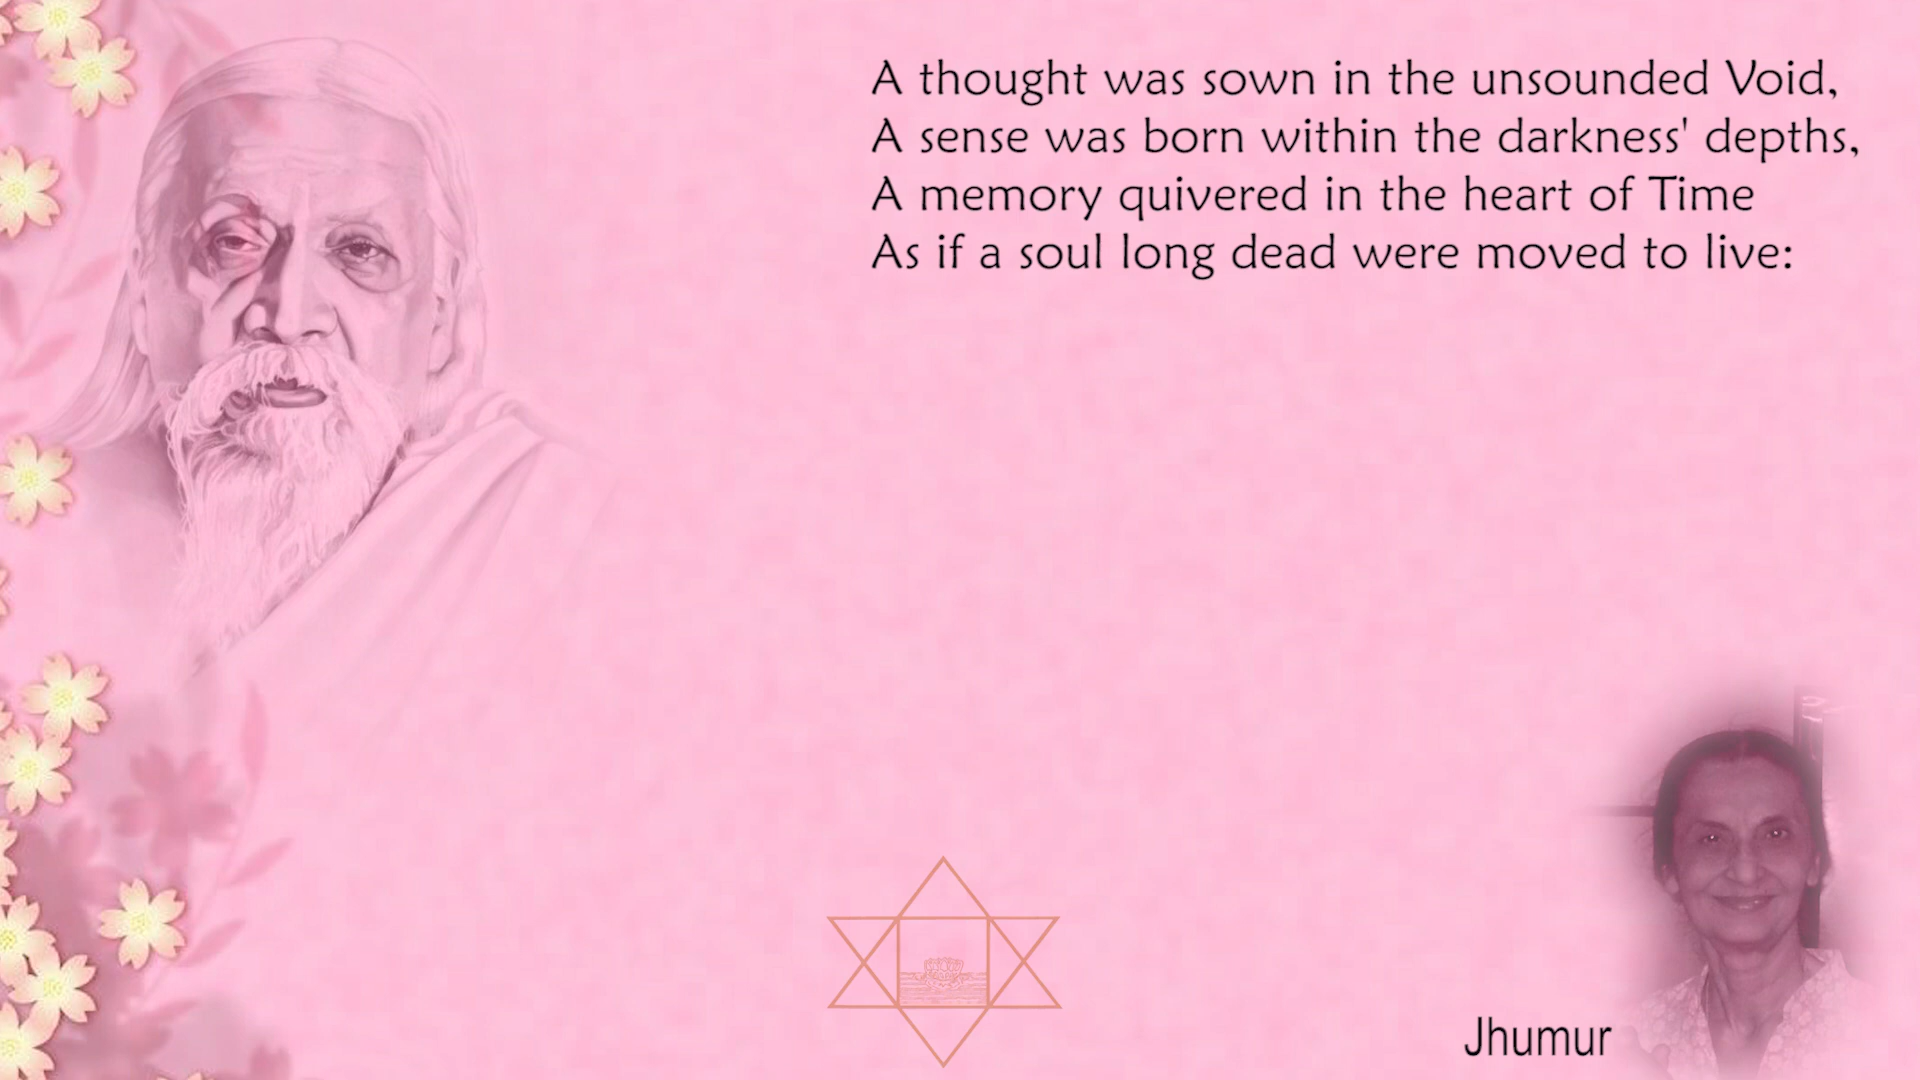 A thought was sown in the unsounded Void,
A sense was born within the darkness' depths,
A memory quivered in the heart of Time
As if a soul long dead were moved to live:
Jhumur